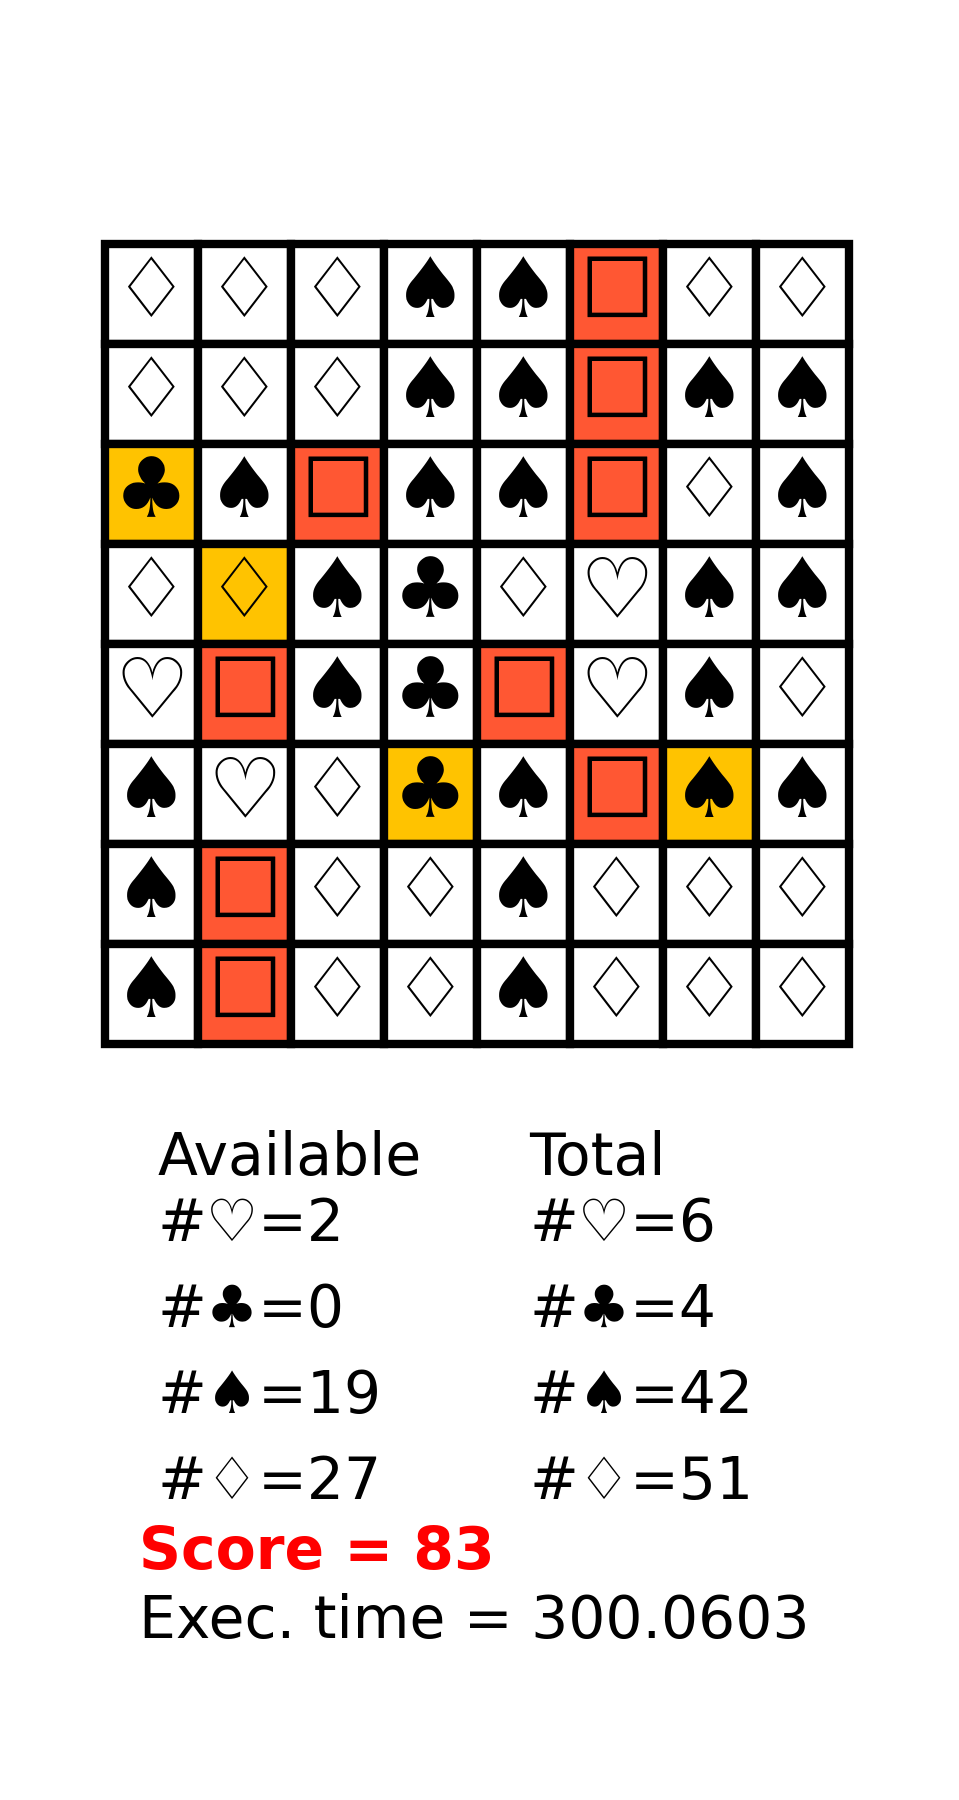 ♢ ♢ ♢ ♠ ♠ □ ♢ ♢
♢ ♢ ♢ ♠ ♠ □ ♠ ♠
♣ ♠ □ ♠ ♠ □ ♢ ♠
♢ ♢ ♠ ♣ ♢ ♡ ♠ ♠
♡ □ ♠ ♣ □ ♡ ♠ ♢
♠ ♡ ♢ ♣ ♠ □ ♠ ♠
♠ □ ♢ ♢ ♠ ♢ ♢ ♢
♠ □ ♢ ♢ ♠ ♢ ♢ ♢
Available Total
#♡=2 #♡=6
#♣=0 #♣=4
#♠=19 #♠=42
#♢=27 #♢=51
Score = 83
Exec. time = 300.0603